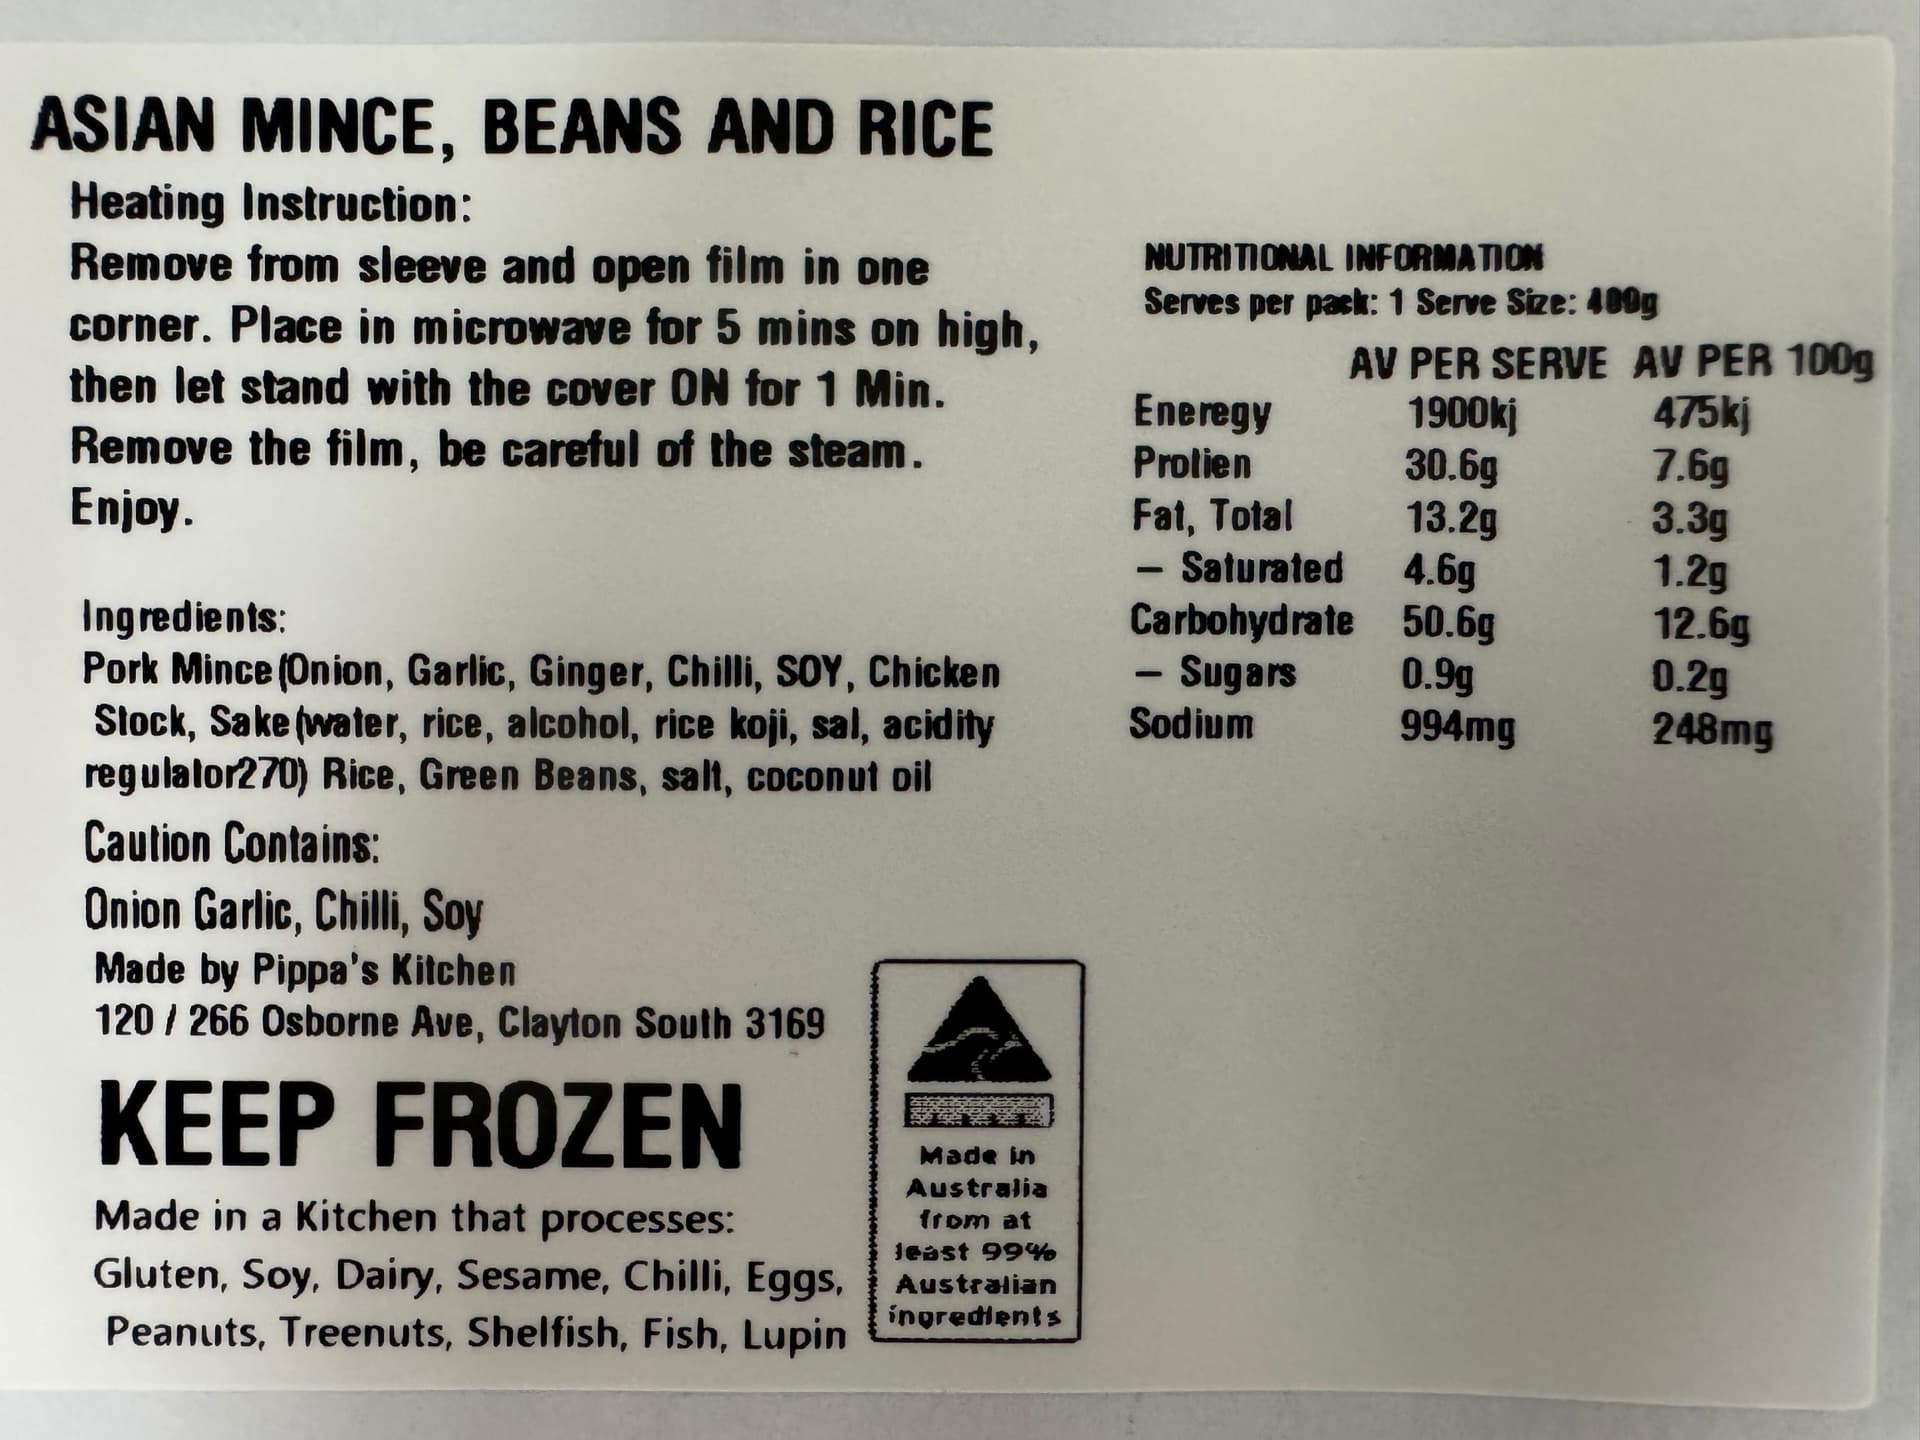 ASIAN MINCE, BEANS AND RICE
Heating Instruction:
Remove from sleeve and open film in one
corner. Place in microwave for 5 mins on high,
then let stand with the cover ON for 1 Min.
Remove the film, be careful of the steam.
Enjoy.
Ingredients:
Pork Mince (Onion, Garlic, Ginger, Chilli, SOY, Chicken
Stock, Sake (water, rice, alcohol, rice koji, sal, acidity
regulator270) Rice, Green Beans, salt, coconut oil
Caution Contains:
Onion Garlic, Chilli, Soy
Made by Pippa's Kitchen
120 / 266 Osborne Ave, Clayton South 3169
KEEP FROZEN
Made in a Kitchen that processes:
Gluten, Soy, Dairy, Sesame, Chilli, Eggs,
Peanuts, Treenuts, Shelfish, Fish, Lupin
Made in
Australia
from at
least 99%
Australian
ingredients
NUTRITIONAL INFORMATION
Serves per pack: 1 Serve Size: 400g
AV PER SERVE AV PER 100g
Eneregy 1900kj 475kj
Protien 30.6g 7.6g
Fat, Total 13.2g 3.3g
– Saturated 4.6g 1.2g
Carbohydrate 50.6g 12.6g
– Sugars 0.9g 0.2g
Sodium 994mg 248mg